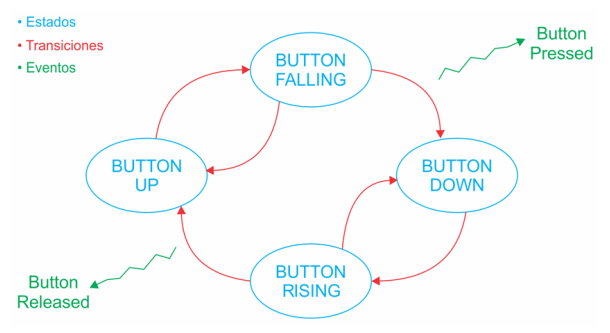 • Estados
• Transiciones
• Eventos
BUTTON
FALLING
Button
Pressed
BUTTON
UP
BUTTON
DOWN
Button
Released
BUTTON
RISING